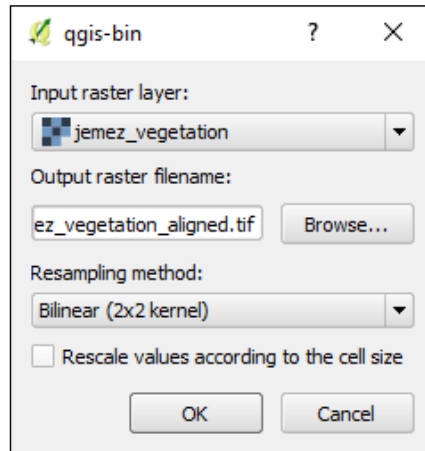 qgis-bin ? X
Input raster layer:
jemez_vegetation
Output raster filename:
ez_vegetation_aligned.tif Browse...
Resampling method:
Bilinear (2x2 kernel)
Rescale values according to the cell size
OK Cancel